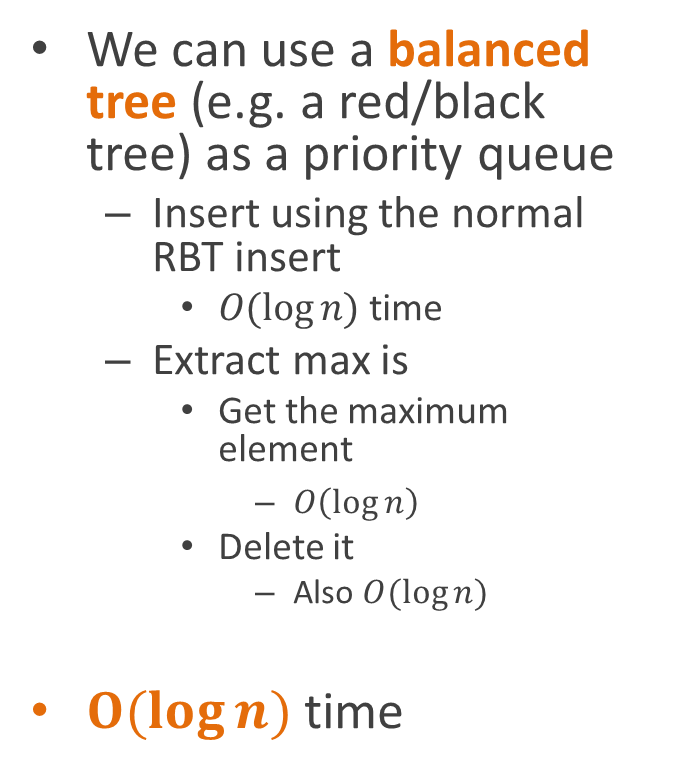 • We can use a balanced
tree (e.g. a red/black
tree) as a priority queue
– Insert using the normal
RBT insert
• O(log n) time
– Extract max is
• Get the maximum
element
– O(log n)
• Delete it
– Also O(log n)
• O(log n) time